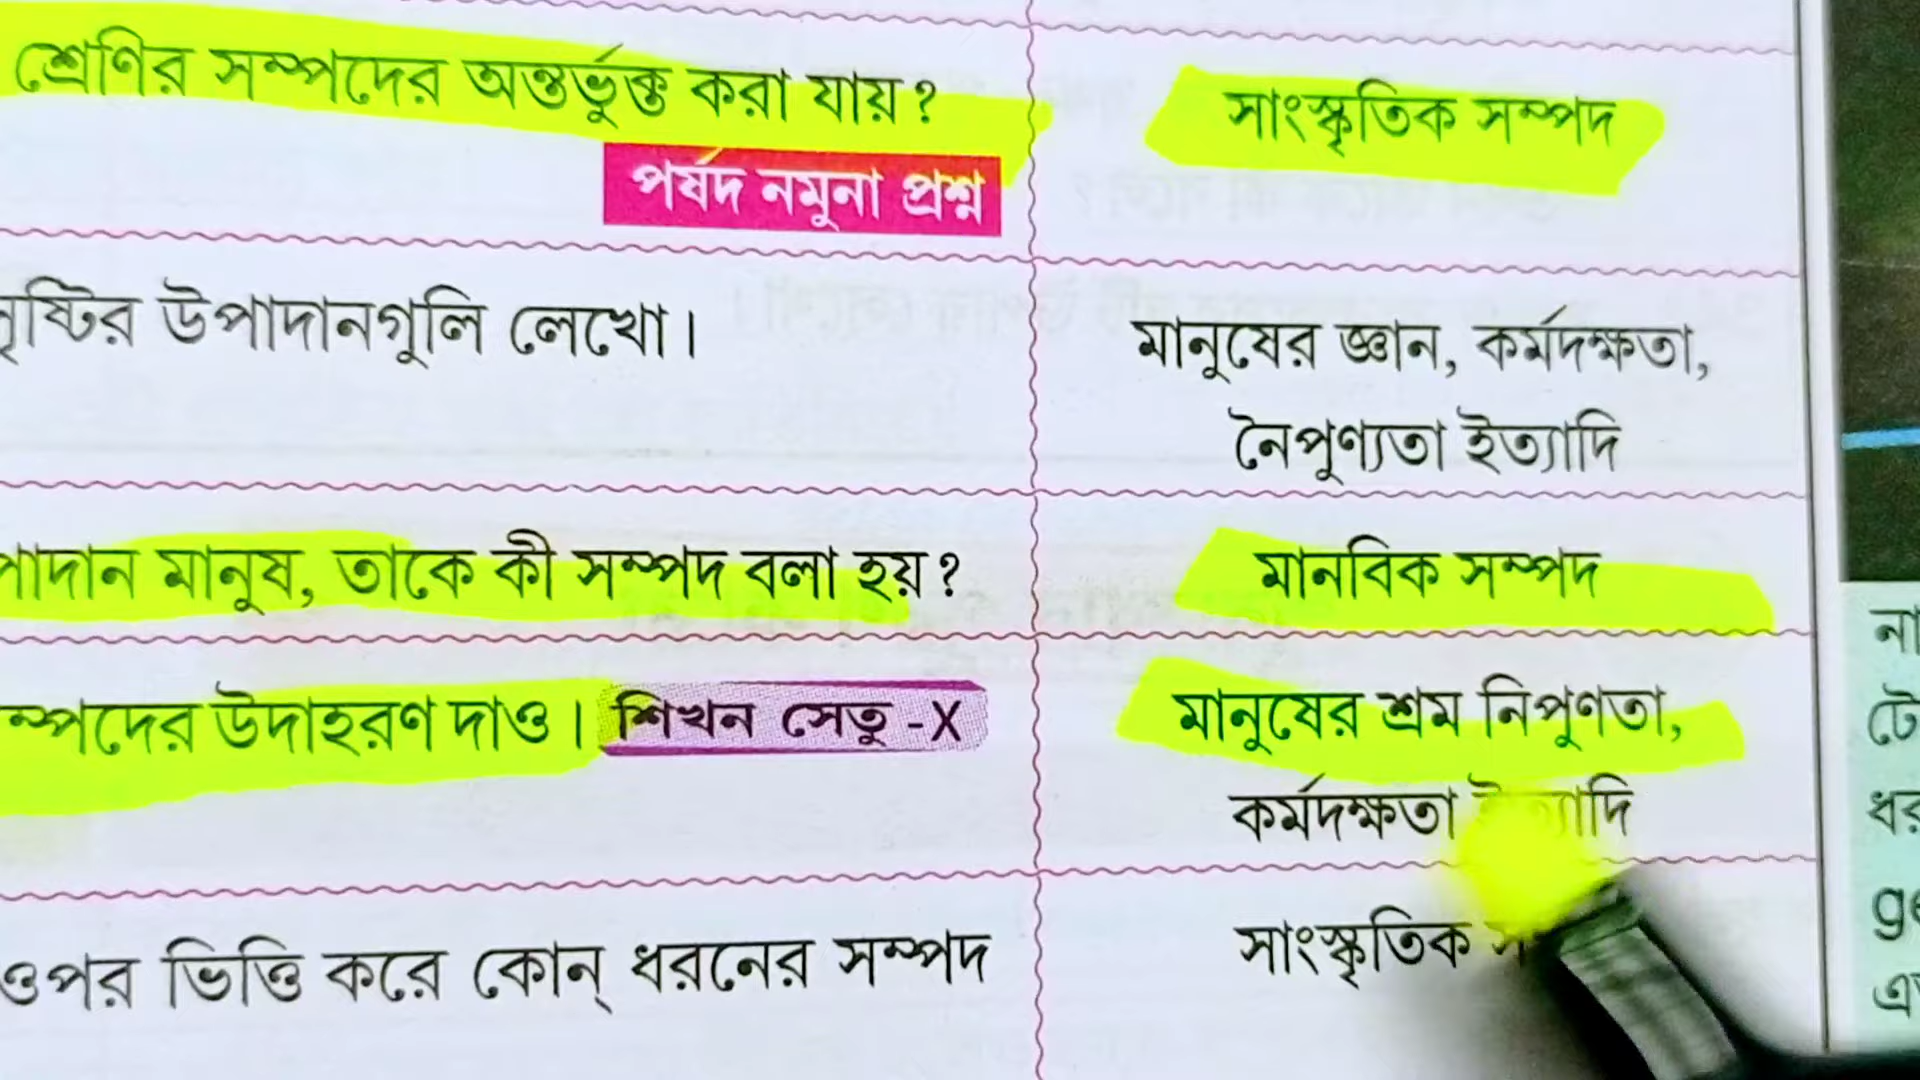 শ্রেণির সম্পদের অন্তর্ভুক্ত করা যায়? সাংস্কৃতিক সম্পদ
পর্ষদ নমুনা প্রশ্ন
উপাদানগুলি লেখো। মানুষের জ্ঞান, কর্মদক্ষতা,
নৈপুণ্যতা ইত্যাদি
মানুষ, তাকে কী সম্পদ বলা হয়? মানবিক সম্পদ
উদাহরণ দাও। শিখন সেতু -X মানুষের শ্রম নিপুণতা,
কর্মদক্ষতা ইত্যাদি
ওপর ভিত্তি করে কোন্ ধরনের সম্পদ সাংস্কৃতিক